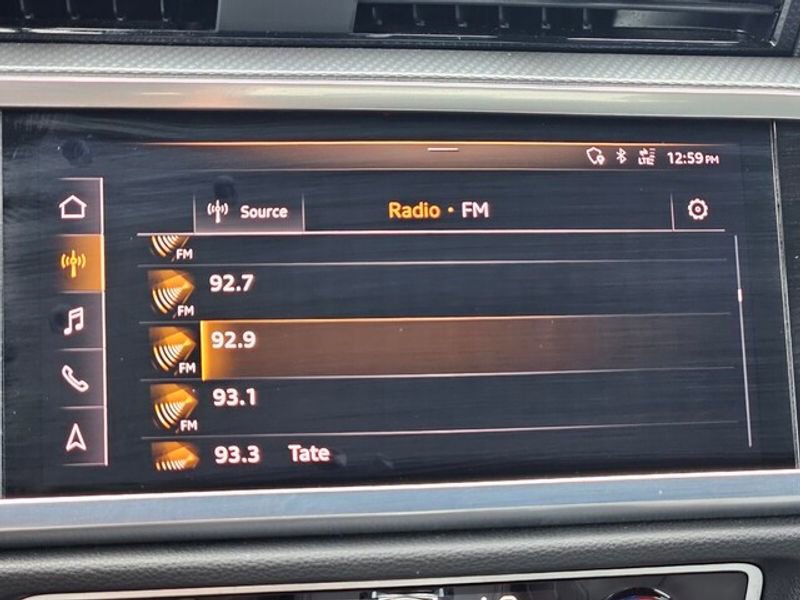 LTE 12:59 PM
Source Radio · FM
FM
92.7
FM
92.9
FM
93.1
FM
93.3 Tate